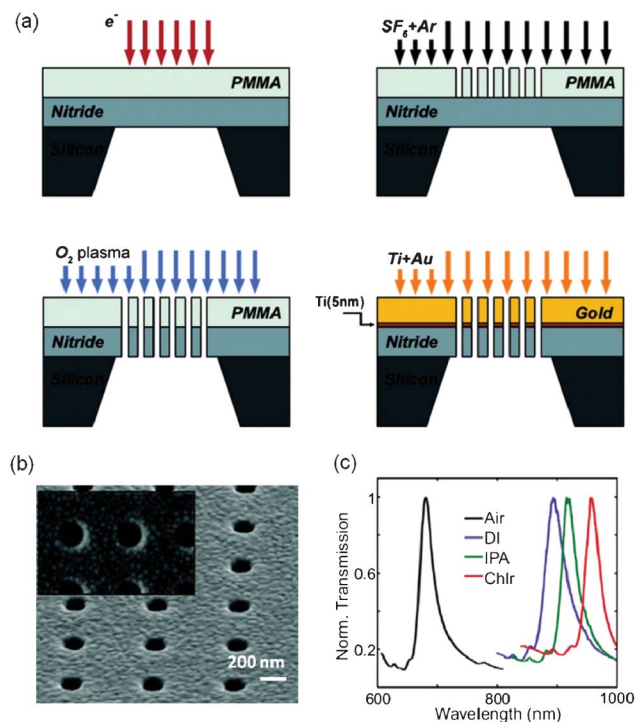 (a)
e-
PMMA
Nitride
Silicon
SF6+Ar
PMMA
Nitride
Silicon
O2 plasma
PMMA
Nitride
Silicon
Ti+Au
Ti(5nm)
Gold
Nitride
Silicon
(b)
200 nm
(c)
Norm. Transmission
1
0.6
0.2
Air
DI
IPA
Chlr
600 800 900 1000
Wavelength (nm)